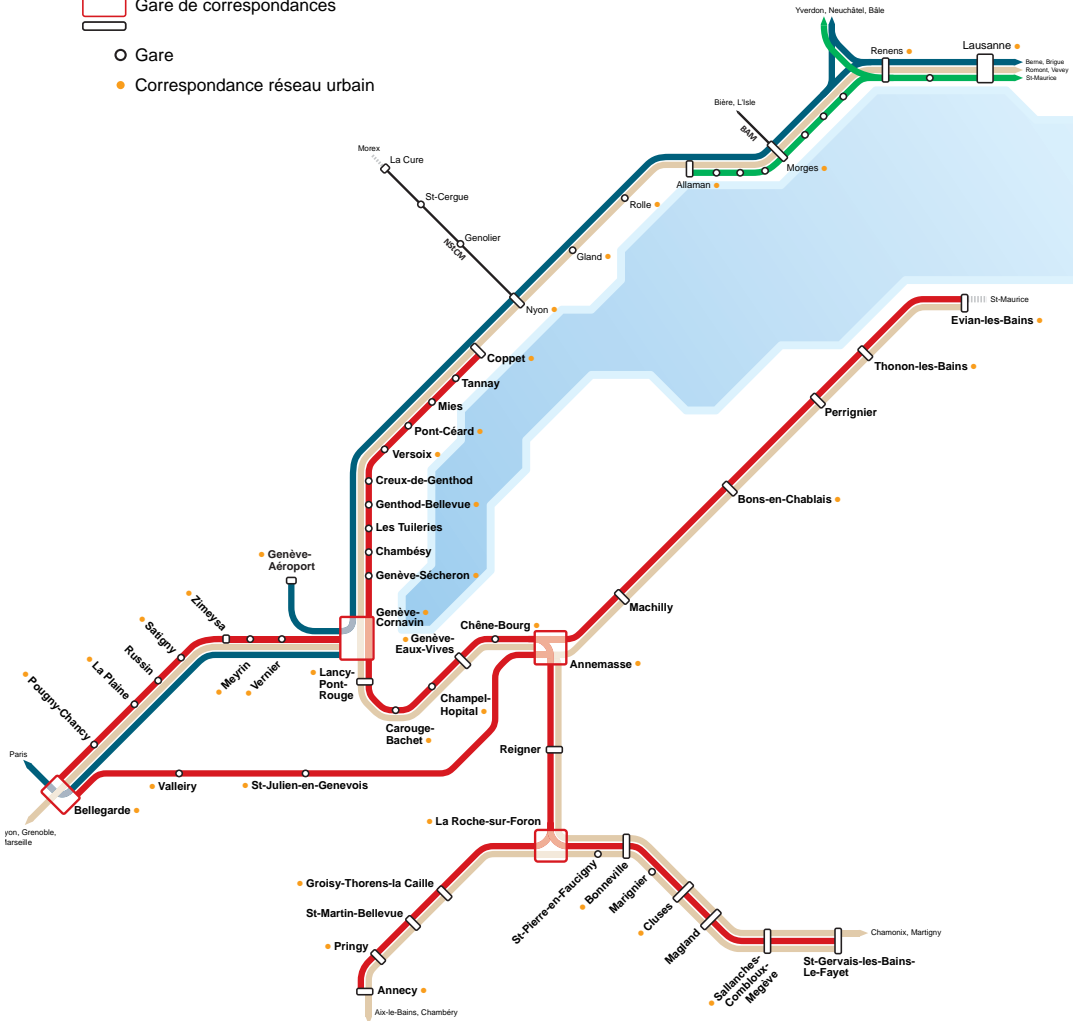 Gare de correspondances
Gare
Correspondance réseau urbain
Yverdon, Neuchâtel, Bâle
Renens
Lausanne
Berne, Brigue
Romont, Vevey
St-Maurice
Bière, L'Isle
BAM
Morges
Allaman
Morex
La Cure
St-Cergue
Genolier
NStCM
Rolle
Gland
Nyon
St-Maurice
Evian-les-Bains
Coppet
Thonon-les-Bains
Tannay
Mies
Perrignier
Pont-Céard
Versoix
Creux-de-Genthod
Bons-en-Chablais
Genthod-Bellevue
Les Tuileries
Chambésy
Genève-
Aéroport
Genève-Sécheron
Zimeysa
Genève-
Cornavin
Machilly
Satigny
Chêne-Bourg
Russin
Genève-
Eaux-Vives
La Plaine
Meyrin
Vernier
Lancy-
Pont-
Rouge
Annemasse
Pougny-Chancy
Champel-
Hopital
Carouge-
Bachet
Reigner
Paris
Valleiry
St-Julien-en-Genevois
Bellegarde
yon, Grenoble,
Marseille
La Roche-sur-Foron
Groisy-Thorens-la Caille
St-Pierre-en-Faucigny
Bonneville
Marignier
St-Martin-Bellevue
Cluses
Chamonix, Martigny
Pringy
Magland
St-Gervais-les-Bains-
Le-Fayet
Sallanches-
Combloux-
Megève
Annecy
Aix-le-Bains, Chambéry